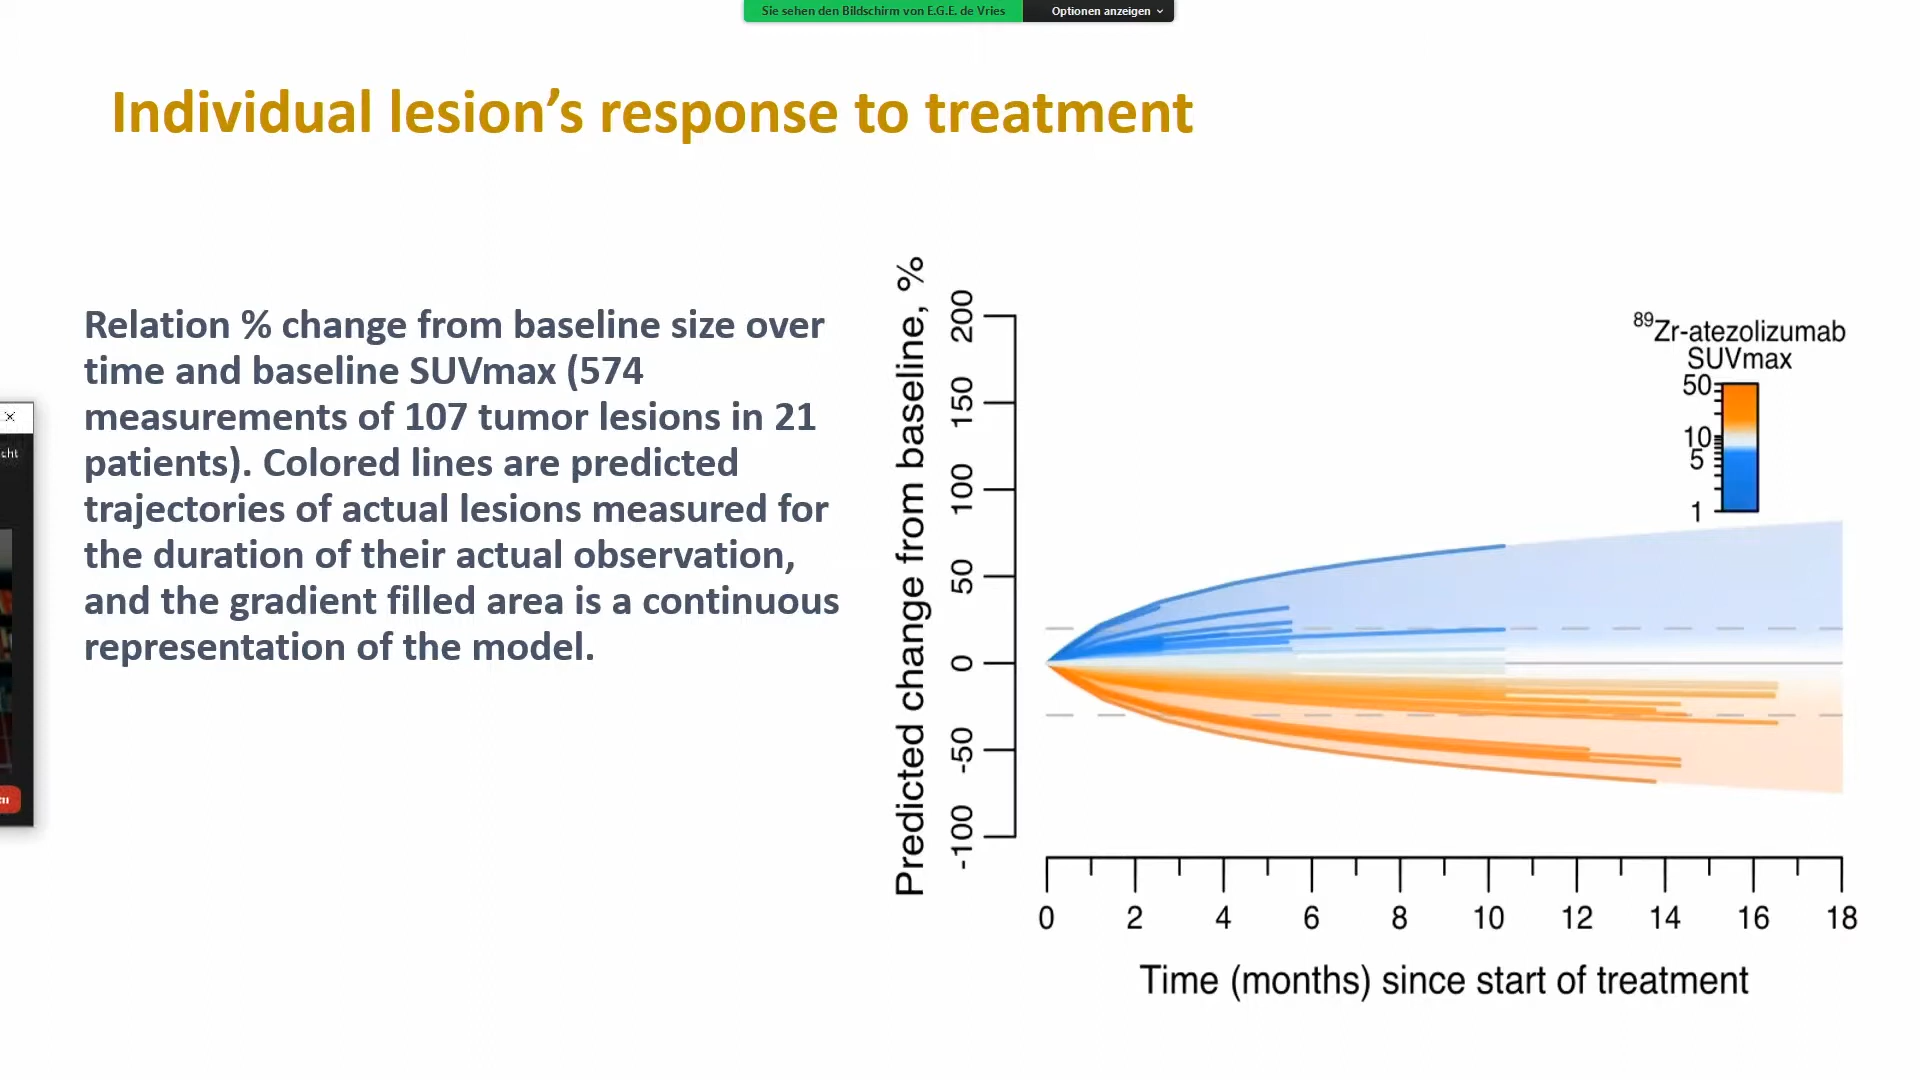 Sie sehen den Bildschirm von E.G.E. de Vries
Optionen anzeigen
Individual lesion’s response to treatment
Relation % change from baseline size over
time and baseline SUVmax (574
measurements of 107 tumor lesions in 21
patients). Colored lines are predicted
trajectories of actual lesions measured for
the duration of their actual observation,
and the gradient filled area is a continuous
representation of the model.
Predicted change from baseline, %
200
150
100
50
0
-50
-100
89Zr-atezolizumab
SUVmax
50
10
5
1
0 2 4 6 8 10 12 14 16 18
Time (months) since start of treatment